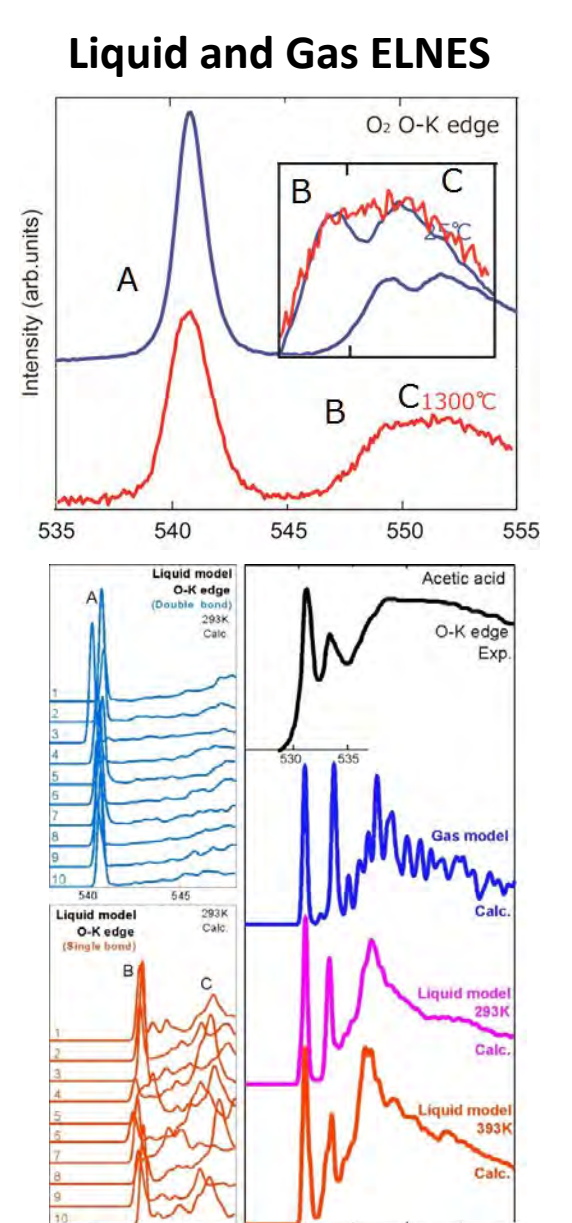 Liquid and Gas ELNES
O₂ O-K edge
B
C
25℃
A
Intensity (arb.units)
B
C
1300℃
535
540
545
550
555
Liquid model
O-K edge
(Double bond)
293K
Calc.
A
1
2
3
4
5
6
7
8
9
10
540
545
Liquid model
O-K edge
(Single bond)
293K
Calc.
B
C
1
2
3
4
5
6
7
8
9
10
Acetic acid
O-K edge
Exp.
530
535
Gas model
Calc.
Liquid model
293K
Calc.
Liquid model
393K
Calc.